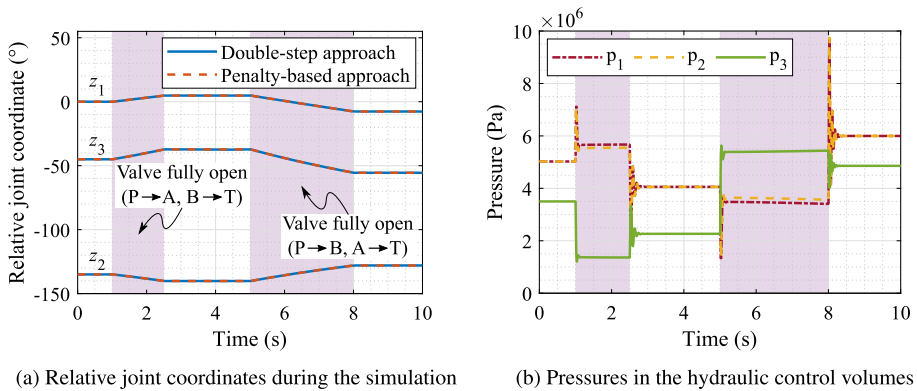 50
0
-50
-100
-150
Relative joint coordinate (°)
Double-step approach
Penalty-based approach
z1
z3
z2
Valve fully open
(P→A, B→T)
Valve fully open
(P→B, A→T)
0 2 4 6 8 10
Time (s)
(a) Relative joint coordinates during the simulation
×10^6
10
8
6
4
2
0
Pressure (Pa)
p1 p2 p3
0 2 4 6 8 10
Time (s)
(b) Pressures in the hydraulic control volumes